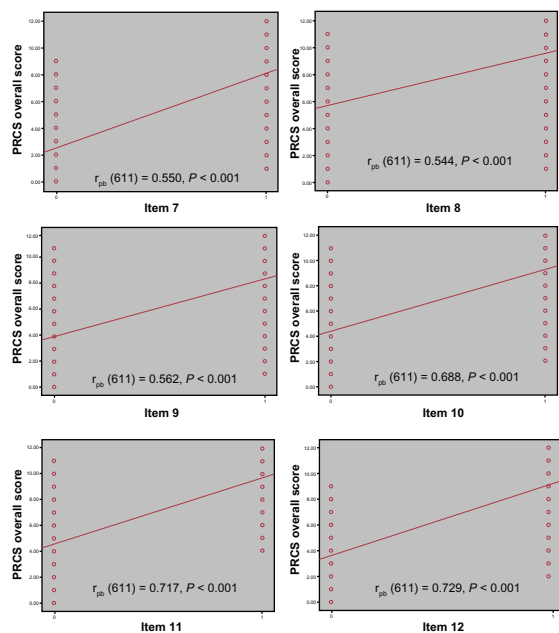 PRCS overall score
12.00
10.00
8.00
6.00
4.00
2.00
0.00
r_pb (611) = 0.550, P < 0.001
0 1
Item 7
PRCS overall score
12.00
10.00
8.00
6.00
4.00
2.00
0.00
r_pb (611) = 0.544, P < 0.001
0 1
Item 8
PRCS overall score
12.00
10.00
8.00
6.00
4.00
2.00
0.00
r_pb (611) = 0.562, P < 0.001
0 1
Item 9
PRCS overall score
12.00
10.00
8.00
6.00
4.00
2.00
0.00
r_pb (611) = 0.688, P < 0.001
0 1
Item 10
PRCS overall score
12.00
10.00
8.00
6.00
4.00
2.00
0.00
r_pb (611) = 0.717, P < 0.001
0 1
Item 11
PRCS overall score
12.00
10.00
8.00
6.00
4.00
2.00
0.00
r_pb (611) = 0.729, P < 0.001
0 1
Item 12